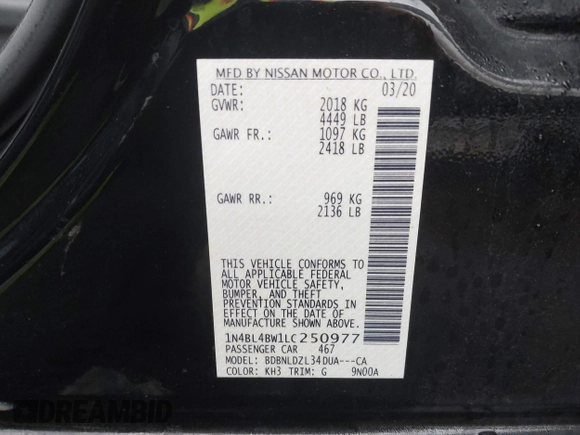 MFD BY NISSAN MOTOR CO., LTD.
DATE: 03/20
GVWR: 2018 KG
4449 LB
GAWR FR.: 1097 KG
2418 LB
GAWR RR.: 969 KG
2136 LB
THIS VEHICLE CONFORMS TO
ALL APPLICABLE FEDERAL
MOTOR VEHICLE SAFETY,
BUMPER, AND THEFT
PREVENTION STANDARDS IN
EFFECT ON THE DATE OF
MANUFACTURE SHOWN ABOVE.
1N4BL4BW1LC250977
PASSENGER CAR 467
MODEL: BDBNLDZL34DUA---CA
COLOR: KH3 TRIM: G 9N00A
DREAMBID